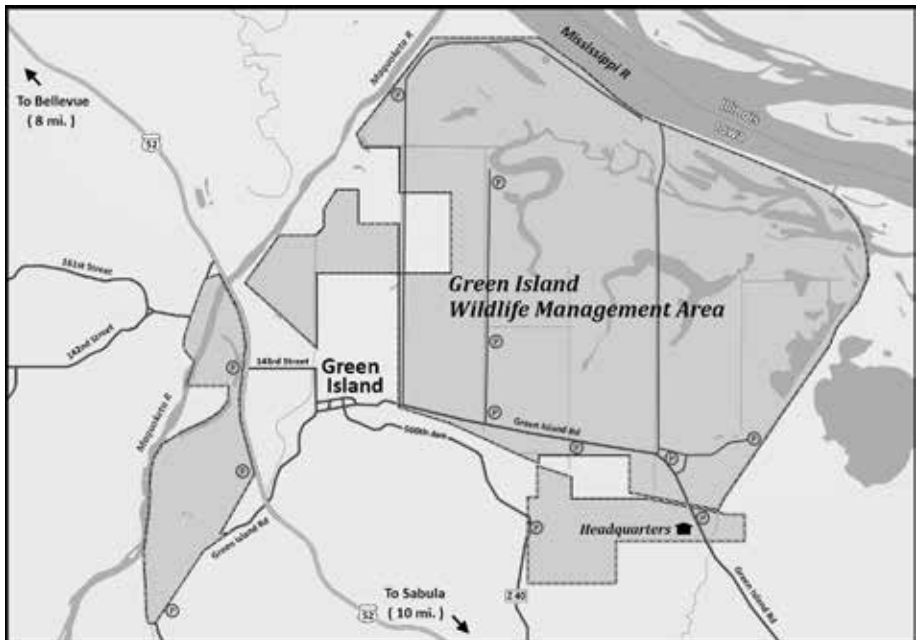 To Bellevue
( 8 mi. )
52
Maquoketa R
Mississippi R
Illinois
Iowa
161st Street
142nd Street
143rd Street
Green
Island
Green Island
Wildlife Management Area
Maquoketa R
Green Island Rd
Green Island Rd
Headquarters
Z 40
Green Island Rd
To Sabula
( 10 mi. )
52
P
P
P
P
P
P
P
P
P
P
P
P